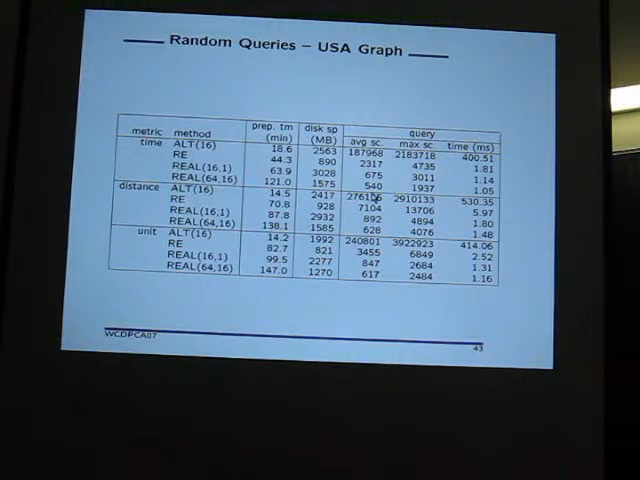 Random Queries – USA Graph
prep. tm disk sp query
metric method (min) (MB) avg sc. max sc. time (ms)
time ALT(16) 18.6 2563 187968 2183718 400.51
RE 44.3 890 2317 4735 1.81
REAL(16,1) 63.9 3028 675 3011 1.14
REAL(64,16) 121.0 1575 540 1937 1.05
distance ALT(16) 14.5 2417 2910133 530.35
RE 70.8 928 7104 13706 5.97
REAL(16,1) 87.8 2932 892 4894 1.80
REAL(64,16) 138.1 1585 628 4076 1.48
unit ALT(16) 14.2 1992 240801 3922923 414.06
RE 82.7 821 3455 6849 2.52
REAL(16,1) 99.5 2277 847 2684 1.31
REAL(64,16) 147.0 1270 617 2484 1.16
WCDPCA07 43